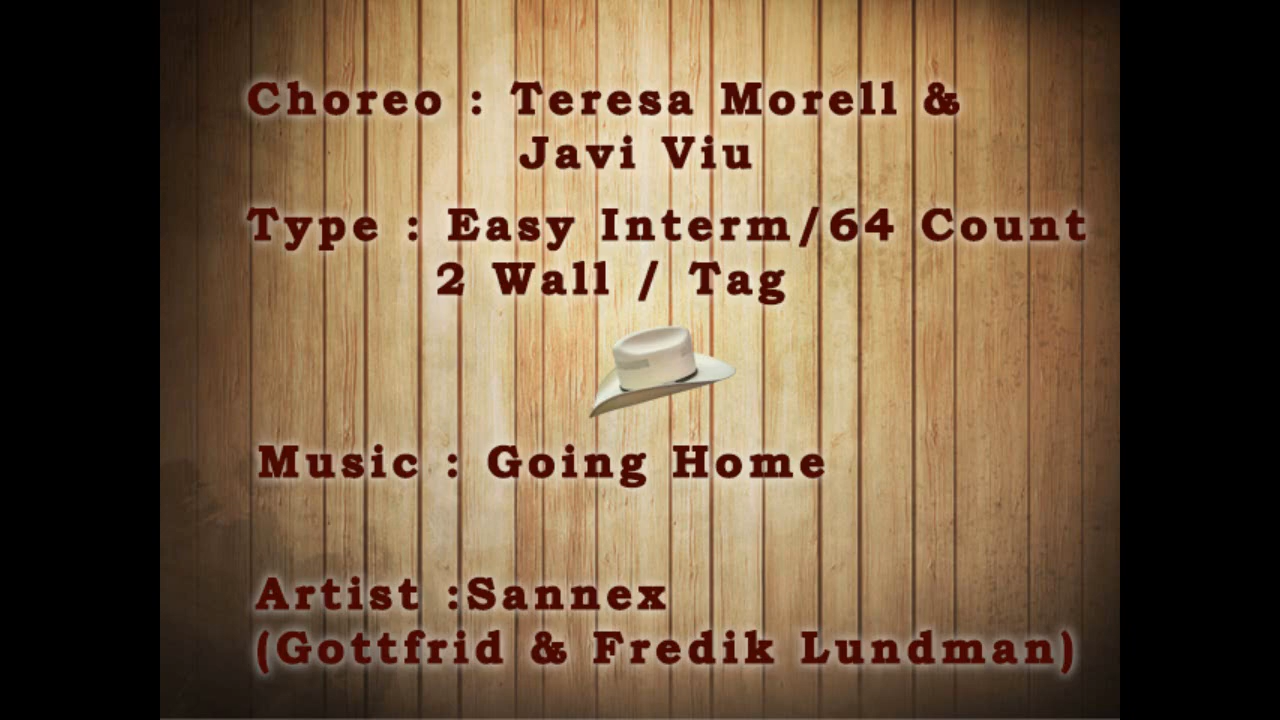 Choreo : Teresa Morell &
Javi Viu
Type : Easy Interm/64 Count
2 Wall / Tag
Music : Going Home
Artist :Sannex
(Gottfrid & Fredik Lundman)